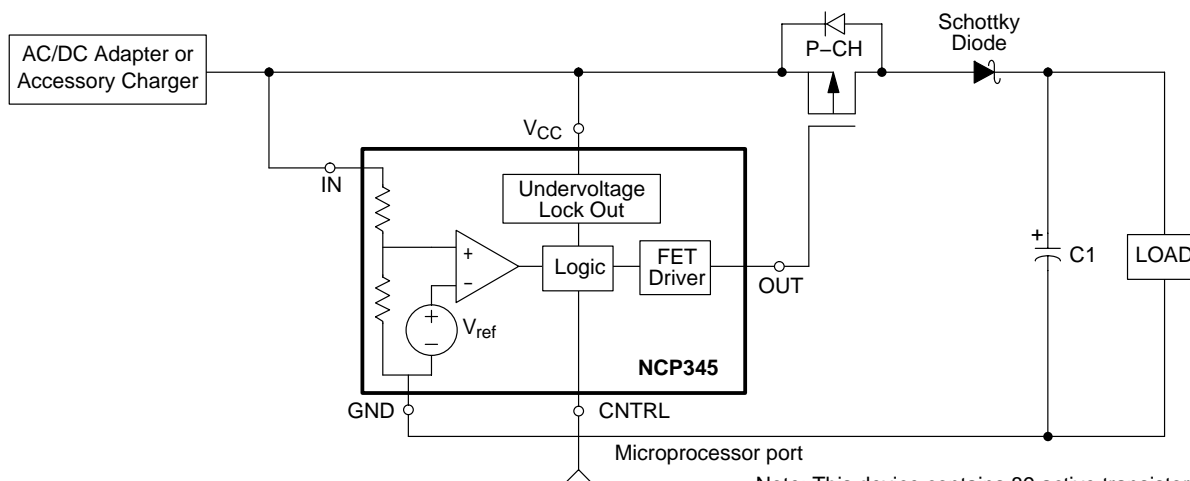 AC/DC Adapter or
Accessory Charger
P–CH
Schottky
Diode
VCC
IN
Undervoltage
Lock Out
+
–
Logic
FET
Driver
OUT
+
–
Vref
NCP345
+
C1
LOAD
GND
CNTRL
Microprocessor port